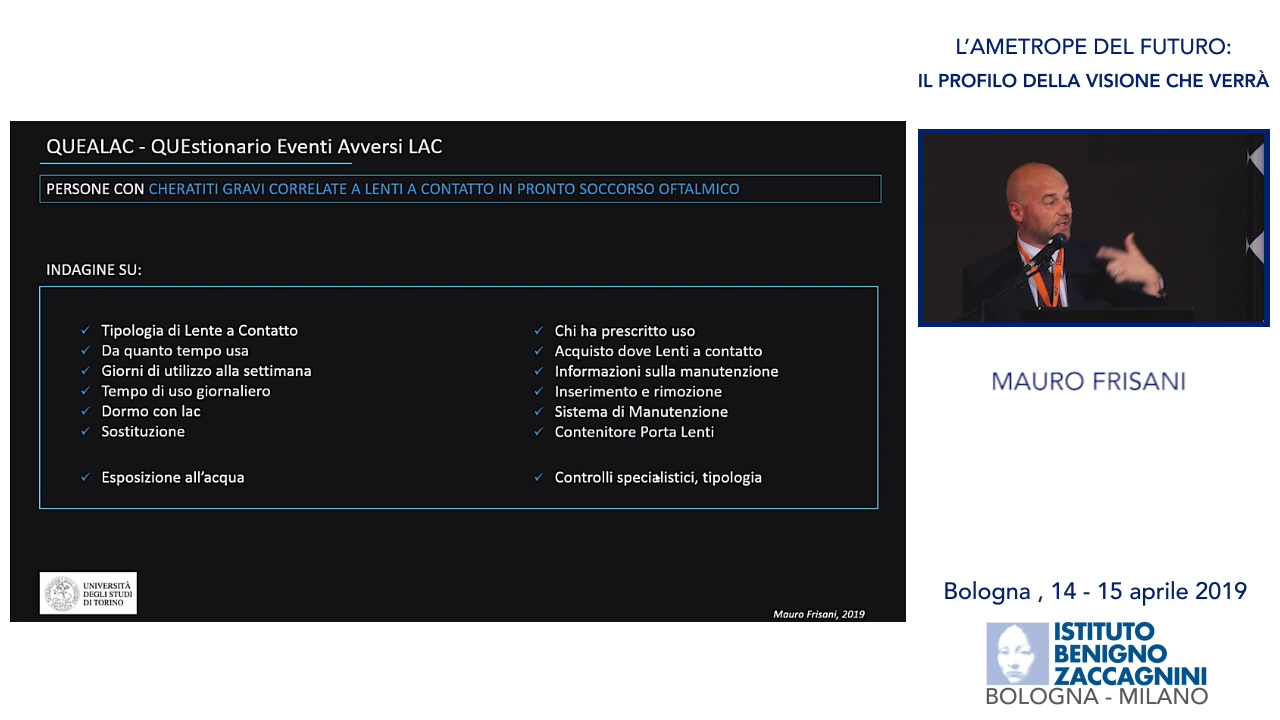 L'AMETROPE DEL FUTURO:
IL PROFILO DELLA VISIONE CHE VERRÀ
QUEALAC - QUEstionario Eventi Avversi LAC
PERSONE CON CHERATITI GRAVI CORRELATE A LENTI A CONTATTO IN PRONTO SOCCORSO OFTALMICO
INDAGINE SU:
Tipologia di Lente a Contatto
Da quanto tempo usa
Giorni di utilizzo alla settimana
Tempo di uso giornaliero
Dormo con lac
Sostituzione
Esposizione all'acqua
Chi ha prescritto uso
Acquisto dove Lenti a contatto
Informazioni sulla manutenzione
Inserimento e rimozione
Sistema di Manutenzione
Contenitore Porta Lenti
Controlli specialistici, tipologia
UNIVERSITÀ
DEGLI STUDI
DI TORINO
Mauro Frisani, 2019
MAURO FRISANI
Bologna , 14 - 15 aprile 2019
ISTITUTO
BENIGNO
ZACCAGNINI
BOLOGNA - MILANO